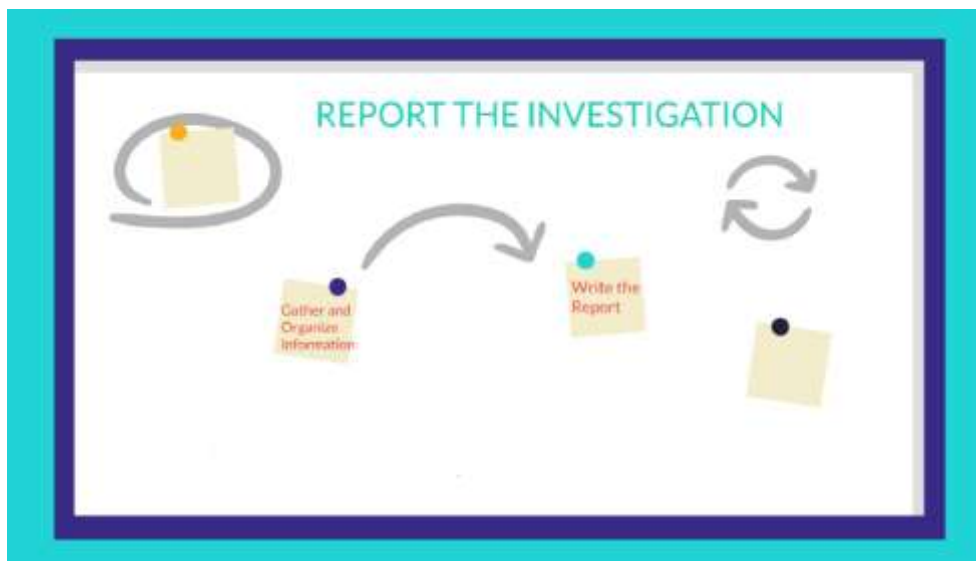 REPORT THE INVESTIGATION
Gather and
Organize
Information
Write the
Report